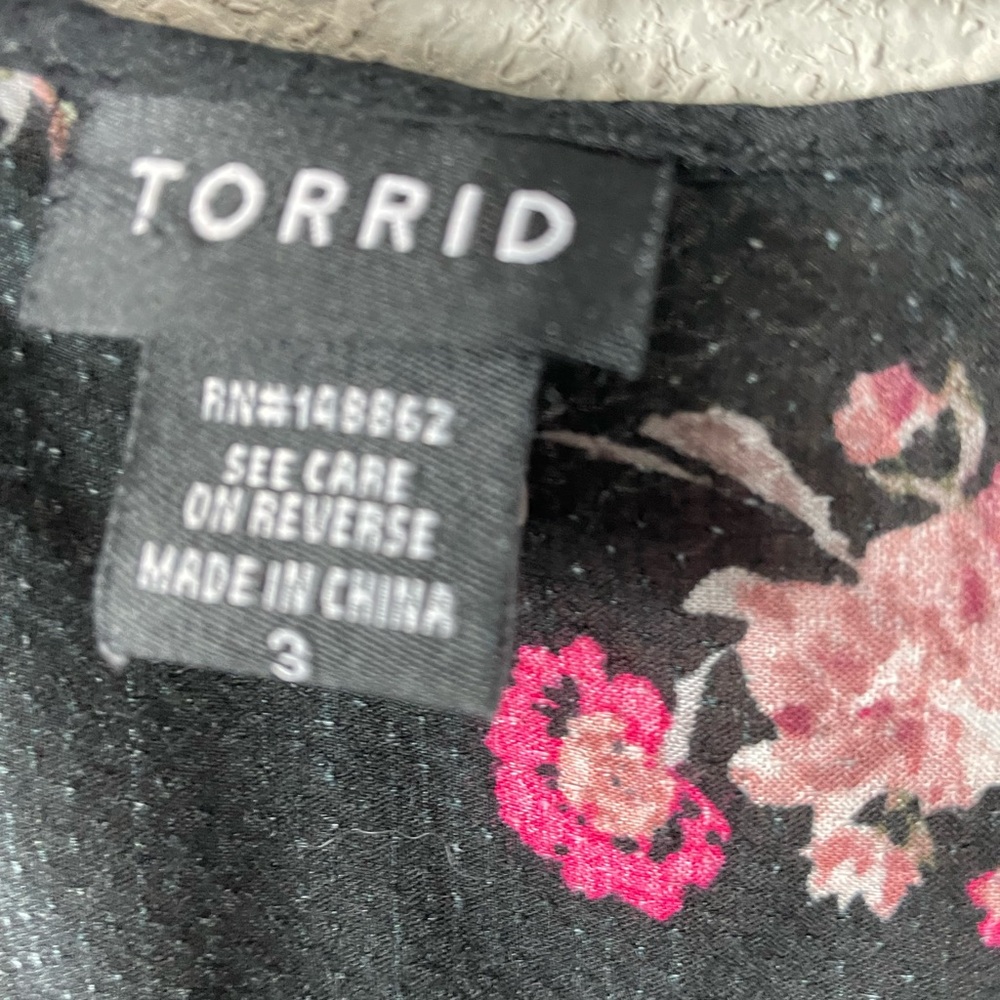 TORRID
RN#148862
SEE CARE
ON REVERSE
MADE IN CHINA
3